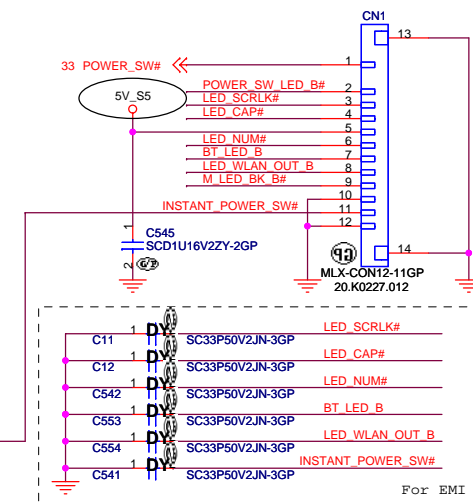 CN1
13
33 POWER_SW#
1
POWER_SW_LED_B#
2
5V_S5
LED_SCRLK#
3
LED_CAP#
4
5
LED_NUM#
6
BT_LED_B
7
LED_WLAN_OUT_B
8
M_LED_BK_B#
9
10
INSTANT_POWER_SW#
11
12
1
C545
SCD1U16V2ZY-2GP
2
GP
GP
14
MLX-CON12-11GP
20.K0227.012
C11
1
DY
SC33P50V2JN-3GP
LED_SCRLK#
C12
1
DY
SC33P50V2JN-3GP
LED_CAP#
C542
1
DY
SC33P50V2JN-3GP
LED_NUM#
C553
1
DY
SC33P50V2JN-3GP
BT_LED_B
C554
1
DY
SC33P50V2JN-3GP
LED_WLAN_OUT_B
C541
1
DY
SC33P50V2JN-3GP
INSTANT_POWER_SW#
For EMI